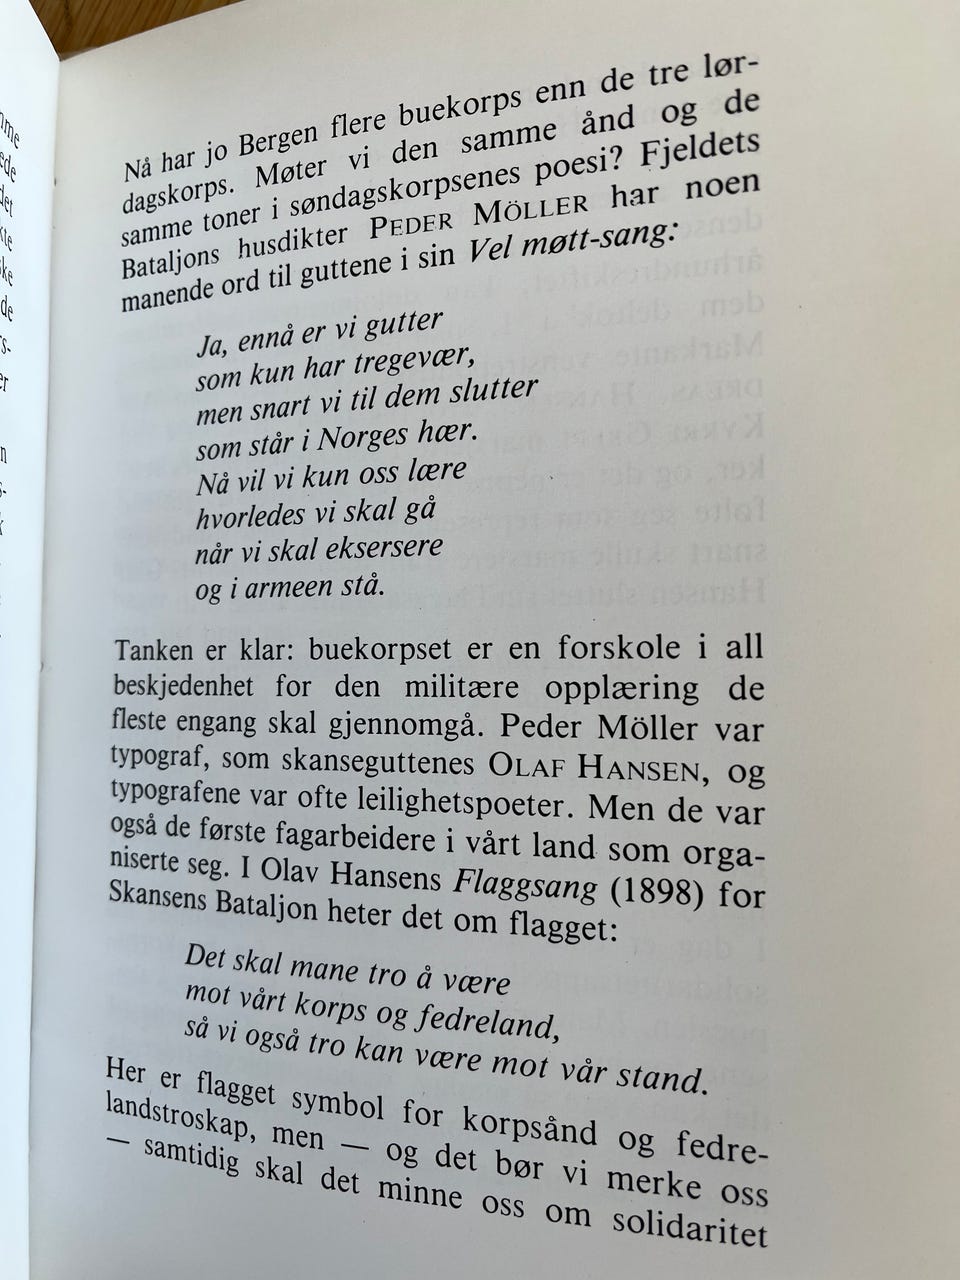 Nå har jo Bergen flere buekorps enn de tre lør-
dagskorps. Møter vi den samme ånd og de
samme toner i søndagskorpsenes poesi? Fjeldets
Bataljons husdikter PEDER MÖLLER har noen
manende ord til guttene i sin Vel møtt-sang:
Ja, ennå er vi gutter
som kun har tregevær,
men snart vi til dem slutter
som står i Norges hær.
Nå vil vi kun oss lære
hvorledes vi skal gå
når vi skal eksersere
og i armeen stå.
Tanken er klar: buekorpset er en forskole i all
beskjedenhet for den militære opplæring de
fleste engang skal gjennomgå. Peder Möller var
typograf, som skanseguttenes OLAF HANSEN, og
typografene var ofte leilighetspoeter. Men de var
også de første fagarbeidere i vårt land som orga-
niserte seg. I Olav Hansens Flaggsang (1898) for
Skansens Bataljon heter det om flagget:
Det skal mane tro å være
mot vårt korps og fedreland,
så vi også tro kan være mot vår stand.
Her er flagget symbol for korpsånd og fedre-
landstroskap, men — og det bør vi merke oss
— samtidig skal det minne oss om solidaritet